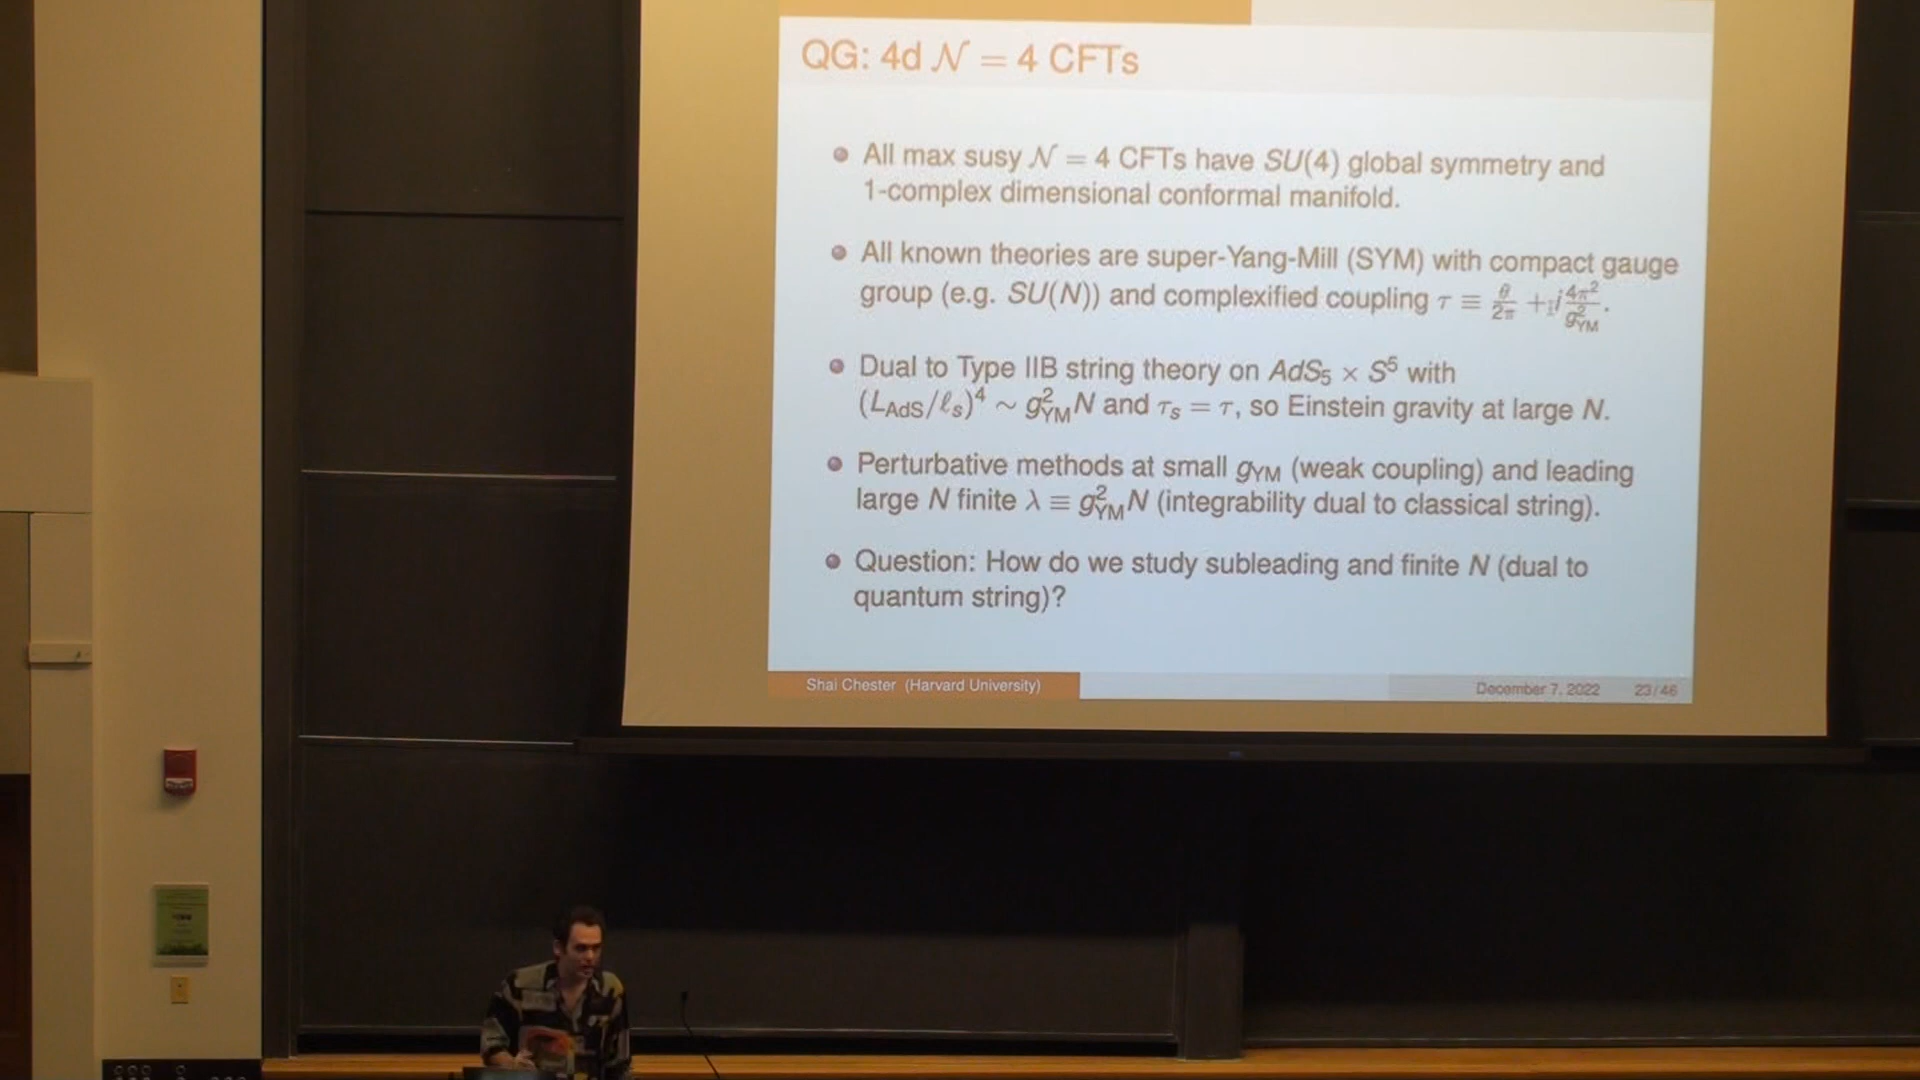 QG: 4d 𝒩 = 4 CFTs
All max susy 𝒩 = 4 CFTs have SU(4) global symmetry and
1-complex dimensional conformal manifold.
All known theories are super-Yang-Mill (SYM) with compact gauge
group (e.g. SU(N)) and complexified coupling τ ≡ θ/2π + i 4π²/g²YM.
Dual to Type IIB string theory on AdS₅ × S⁵ with
(L_AdS/ℓₛ)⁴ ∼ g²YM N and τₛ = τ, so Einstein gravity at large N.
Perturbative methods at small gYM (weak coupling) and leading
large N finite λ ≡ g²YM N (integrability dual to classical string).
Question: How do we study subleading and finite N (dual to
quantum string)?
Shai Chester (Harvard University)
December 7, 2022 23/46